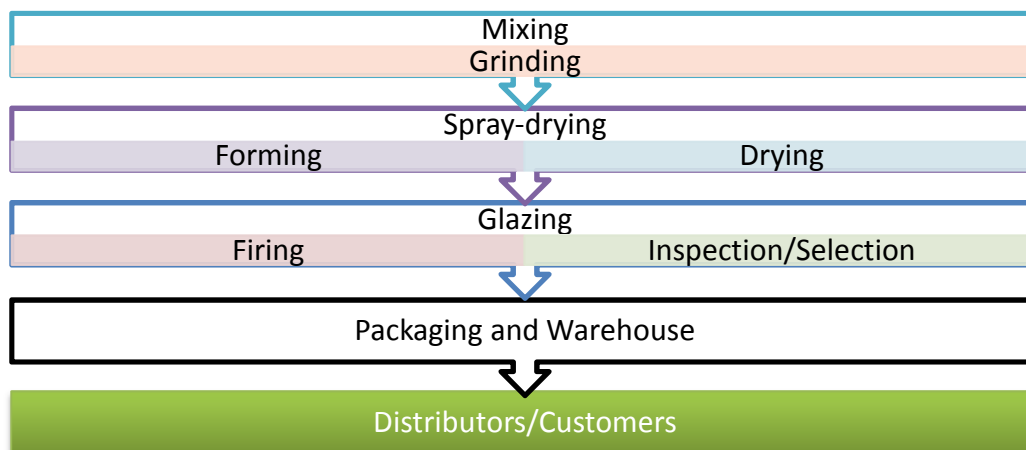 Mixing
Grinding
Spray-drying
Forming Drying
Glazing
Firing Inspection/Selection
Packaging and Warehouse
Distributors/Customers